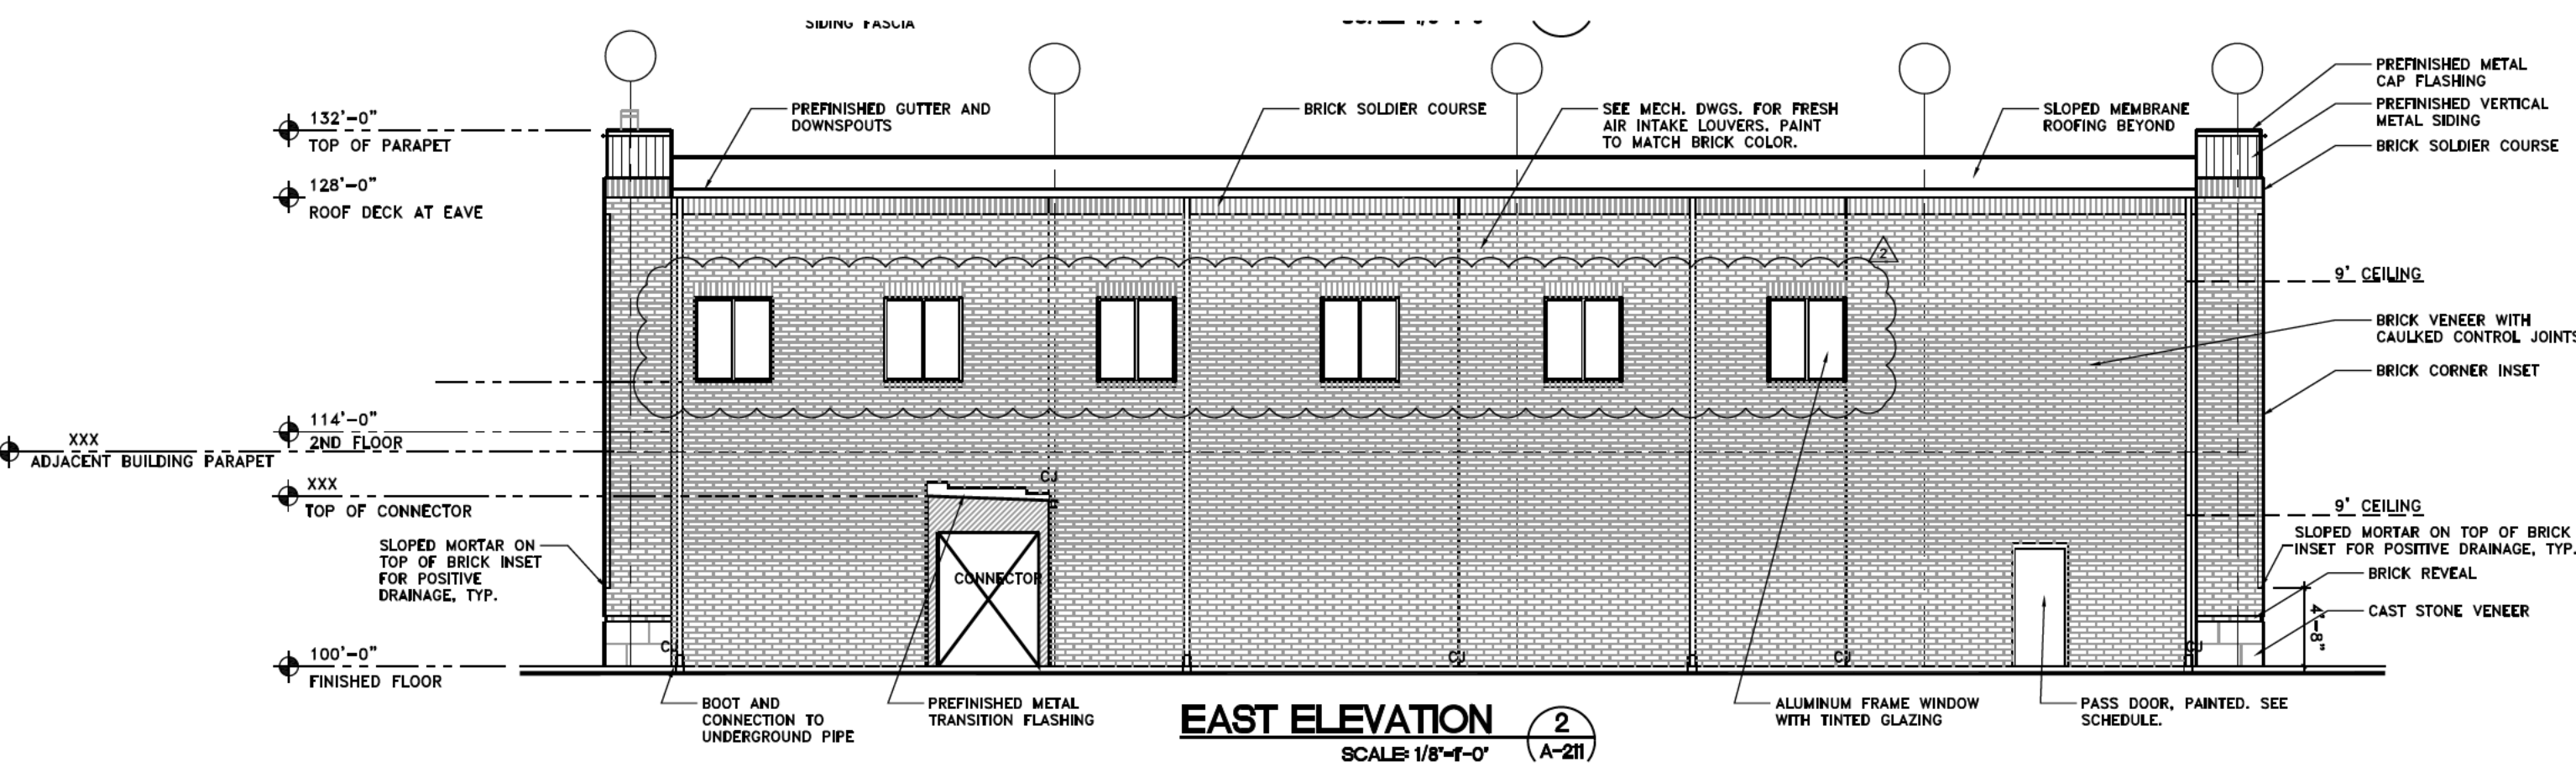 SIDING FASCIA
132'-0"
TOP OF PARAPET
128'-0"
ROOF DECK AT EAVE
PREFINISHED GUTTER AND
DOWNSPOUTS
BRICK SOLDIER COURSE
SEE MECH. DWGS. FOR FRESH
AIR INTAKE LOUVERS. PAINT
TO MATCH BRICK COLOR.
SLOPED MEMBRANE
ROOFING BEYOND
PREFINISHED METAL
CAP FLASHING
PREFINISHED VERTICAL
METAL SIDING
BRICK SOLDIER COURSE
2
9' CEILING
BRICK VENEER WITH
CAULKED CONTROL JOINTS
BRICK CORNER INSET
114'-0"
2ND FLOOR
XXX
ADJACENT BUILDING PARAPET
XXX
TOP OF CONNECTOR
CJ
9' CEILING
SLOPED MORTAR ON
TOP OF BRICK INSET
FOR POSITIVE
DRAINAGE, TYP.
CONNECTOR
SLOPED MORTAR ON TOP OF BRICK
INSET FOR POSITIVE DRAINAGE, TYP.
BRICK REVEAL
CAST STONE VENEER
4'-8"
100'-0"
FINISHED FLOOR
CJ
CJ
CJ
CJ
BOOT AND
CONNECTION TO
UNDERGROUND PIPE
PREFINISHED METAL
TRANSITION FLASHING
ALUMINUM FRAME WINDOW
WITH TINTED GLAZING
PASS DOOR, PAINTED. SEE
SCHEDULE.
EAST ELEVATION
SCALE: 1/8"=1'-0"
2
A-211